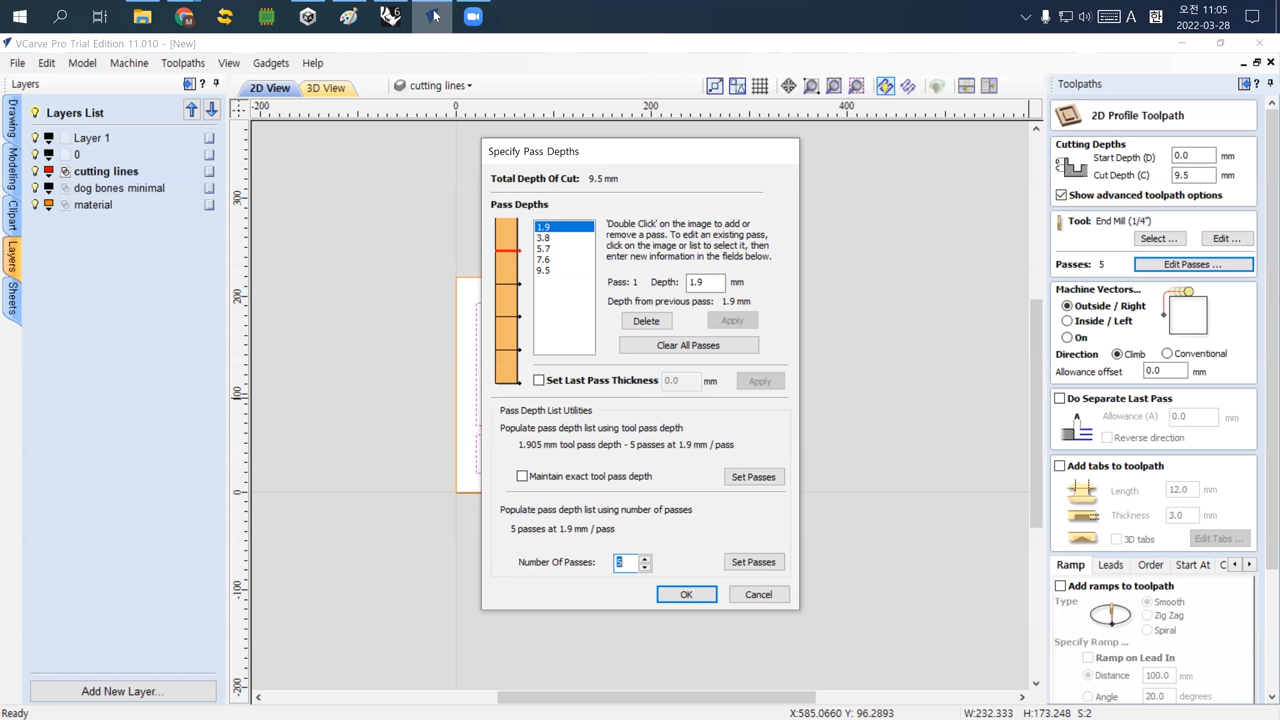 오전 11:05
A 한
2022-03-28
VCarve Pro Trial Edition 11.010 - [New]
File Edit Model Machine Toolpaths View Gadgets Help
Layers
2D View
3D View
cutting lines
Toolpaths
-200 0 200 400
Drawing
Modeling
Clipart
Layers
Sheets
Layers List
Layer 1
0
cutting lines
dog bones minimal
material
Add New Layer...
300
200
100
0
-100
-200
Specify Pass Depths
Total Depth Of Cut: 9.5 mm
Pass Depths
1.9
3.8
5.7
7.6
9.5
'Double Click' on the image to add or
remove a pass. To edit an existing pass,
click on the image or list to select it, then
enter new information in the fields below.
Pass: 1 Depth: 1.9 mm
Depth from previous pass: 1.9 mm
Delete
Apply
Clear All Passes
Set Last Pass Thickness 0.0 mm Apply
Pass Depth List Utilities
Populate pass depth list using tool pass depth
1.905 mm tool pass depth - 5 passes at 1.9 mm / pass
Maintain exact tool pass depth Set Passes
Populate pass depth list using number of passes
5 passes at 1.9 mm / pass
Number Of Passes: 5 Set Passes
OK Cancel
2D Profile Toolpath
Cutting Depths
Start Depth (D) 0.0 mm
Cut Depth (C) 9.5 mm
Show advanced toolpath options
Tool: End Mill (1/4")
Select ... Edit ...
Passes: 5 Edit Passes ...
Machine Vectors...
Outside / Right
Inside / Left
On
Direction Climb Conventional
Allowance offset 0.0 mm
Do Separate Last Pass
A Allowance (A) 0.0 mm
Reverse direction
Add tabs to toolpath
Length 12.0 mm
Thickness 3.0 mm
3D tabs Edit Tabs ...
Ramp Leads Order Start At C
Add ramps to toolpath
Type Smooth
Zig Zag
Spiral
Specify Ramp ...
Ramp on Lead In
Distance 100.0 mm
Angle 20.0 degrees
Ready
X:585.0660 Y: 96.2893
W:232.333 H:173.248 S:2